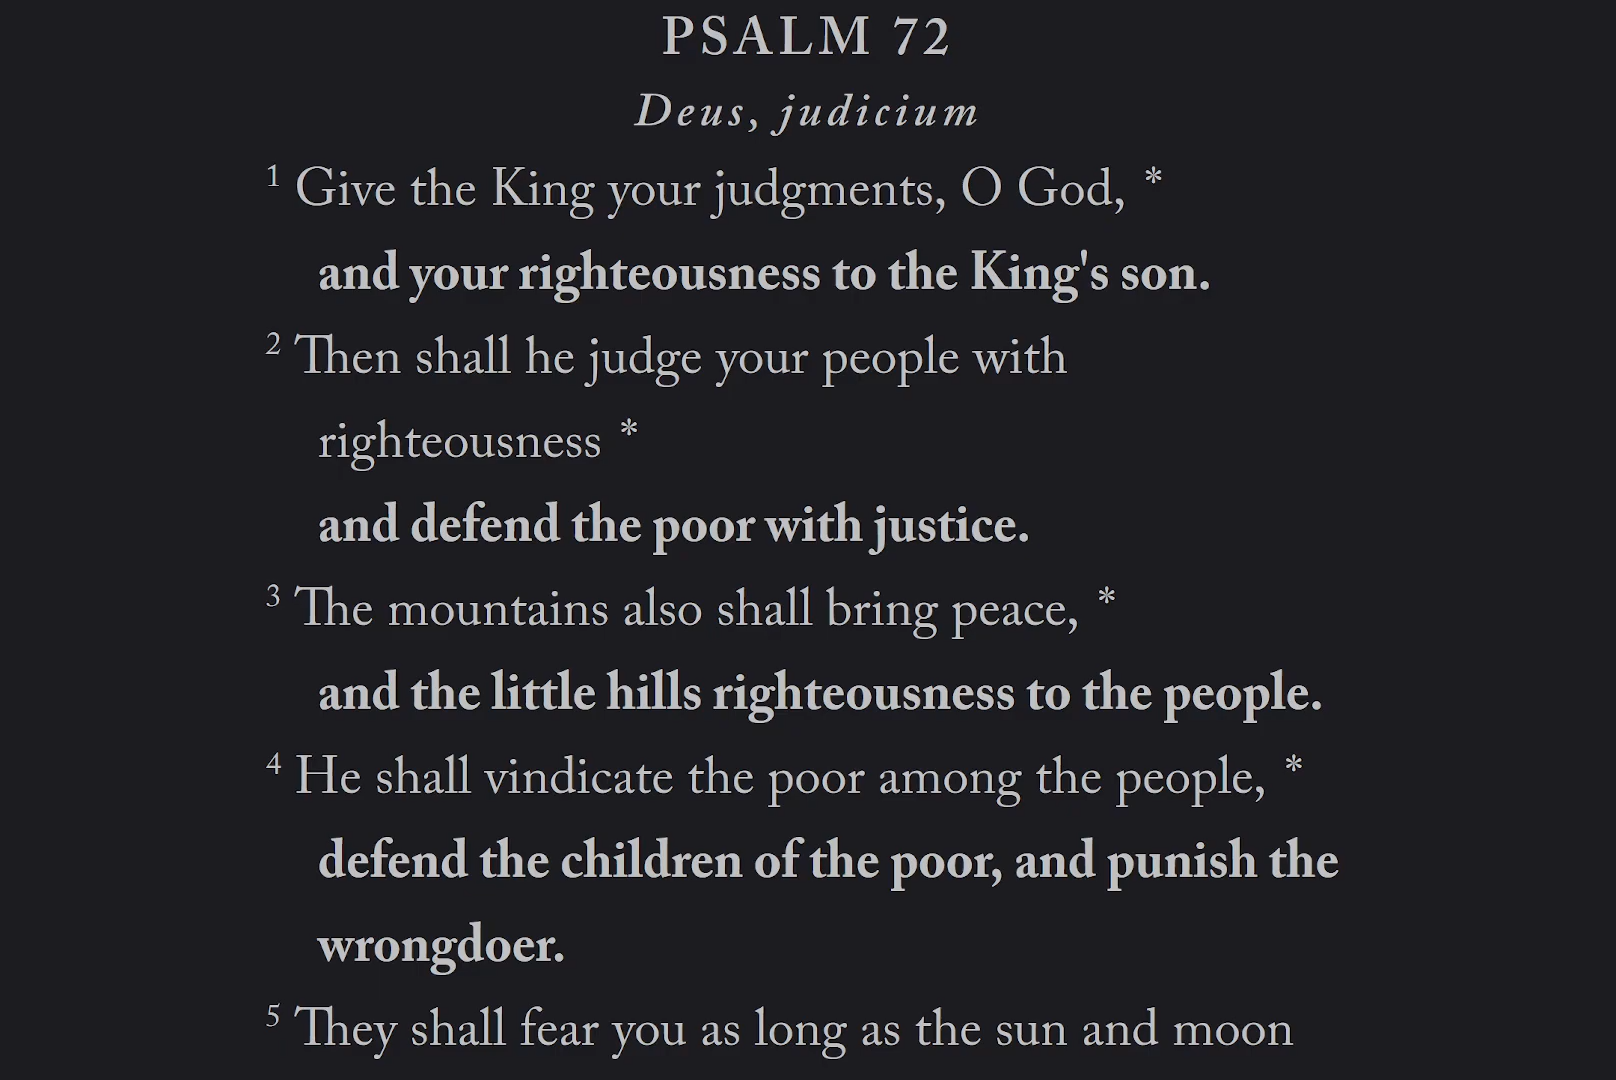 PSALM 72
Deus, judicium
1 Give the King your judgments, O God, *
and your righteousness to the King's son.
2 Then shall he judge your people with
righteousness *
and defend the poor with justice.
3 The mountains also shall bring peace, *
and the little hills righteousness to the people.
4 He shall vindicate the poor among the people, *
defend the children of the poor, and punish the
wrongdoer.
5 They shall fear you as long as the sun and moon